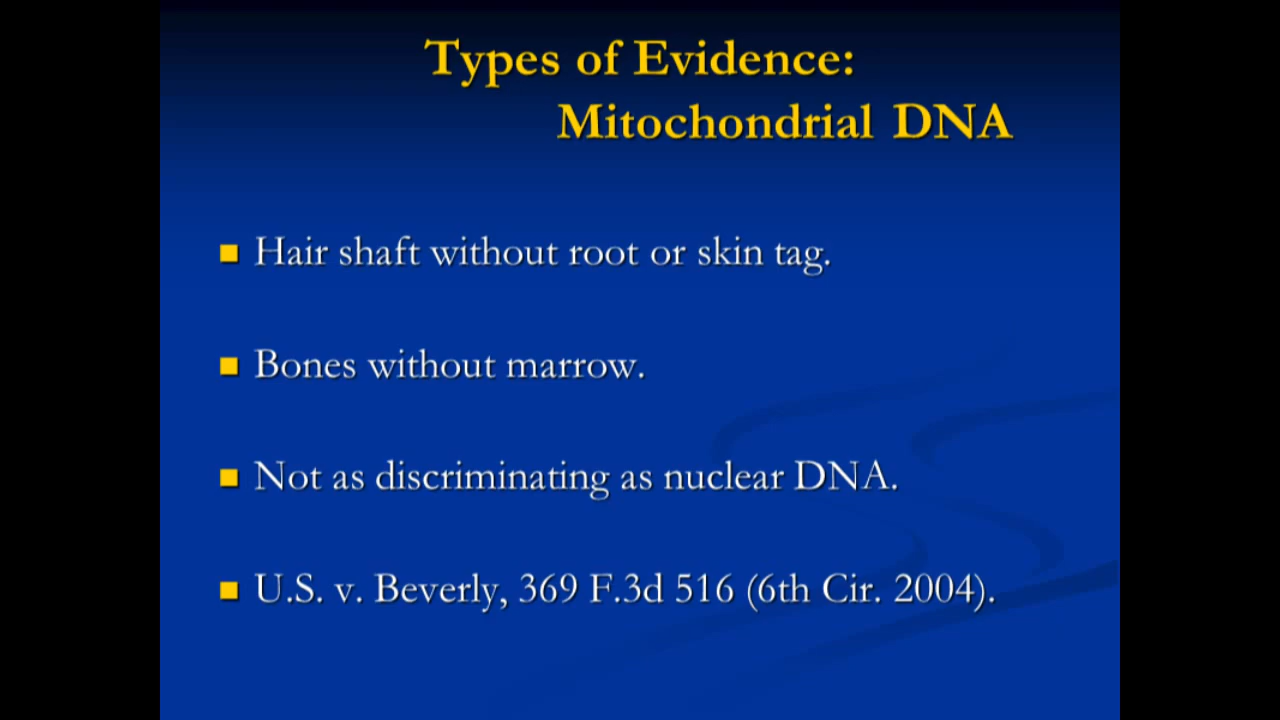 Types of Evidence:
Mitochondrial DNA
Hair shaft without root or skin tag.
Bones without marrow.
Not as discriminating as nuclear DNA.
U.S. v. Beverly, 369 F.3d 516 (6th Cir. 2004).